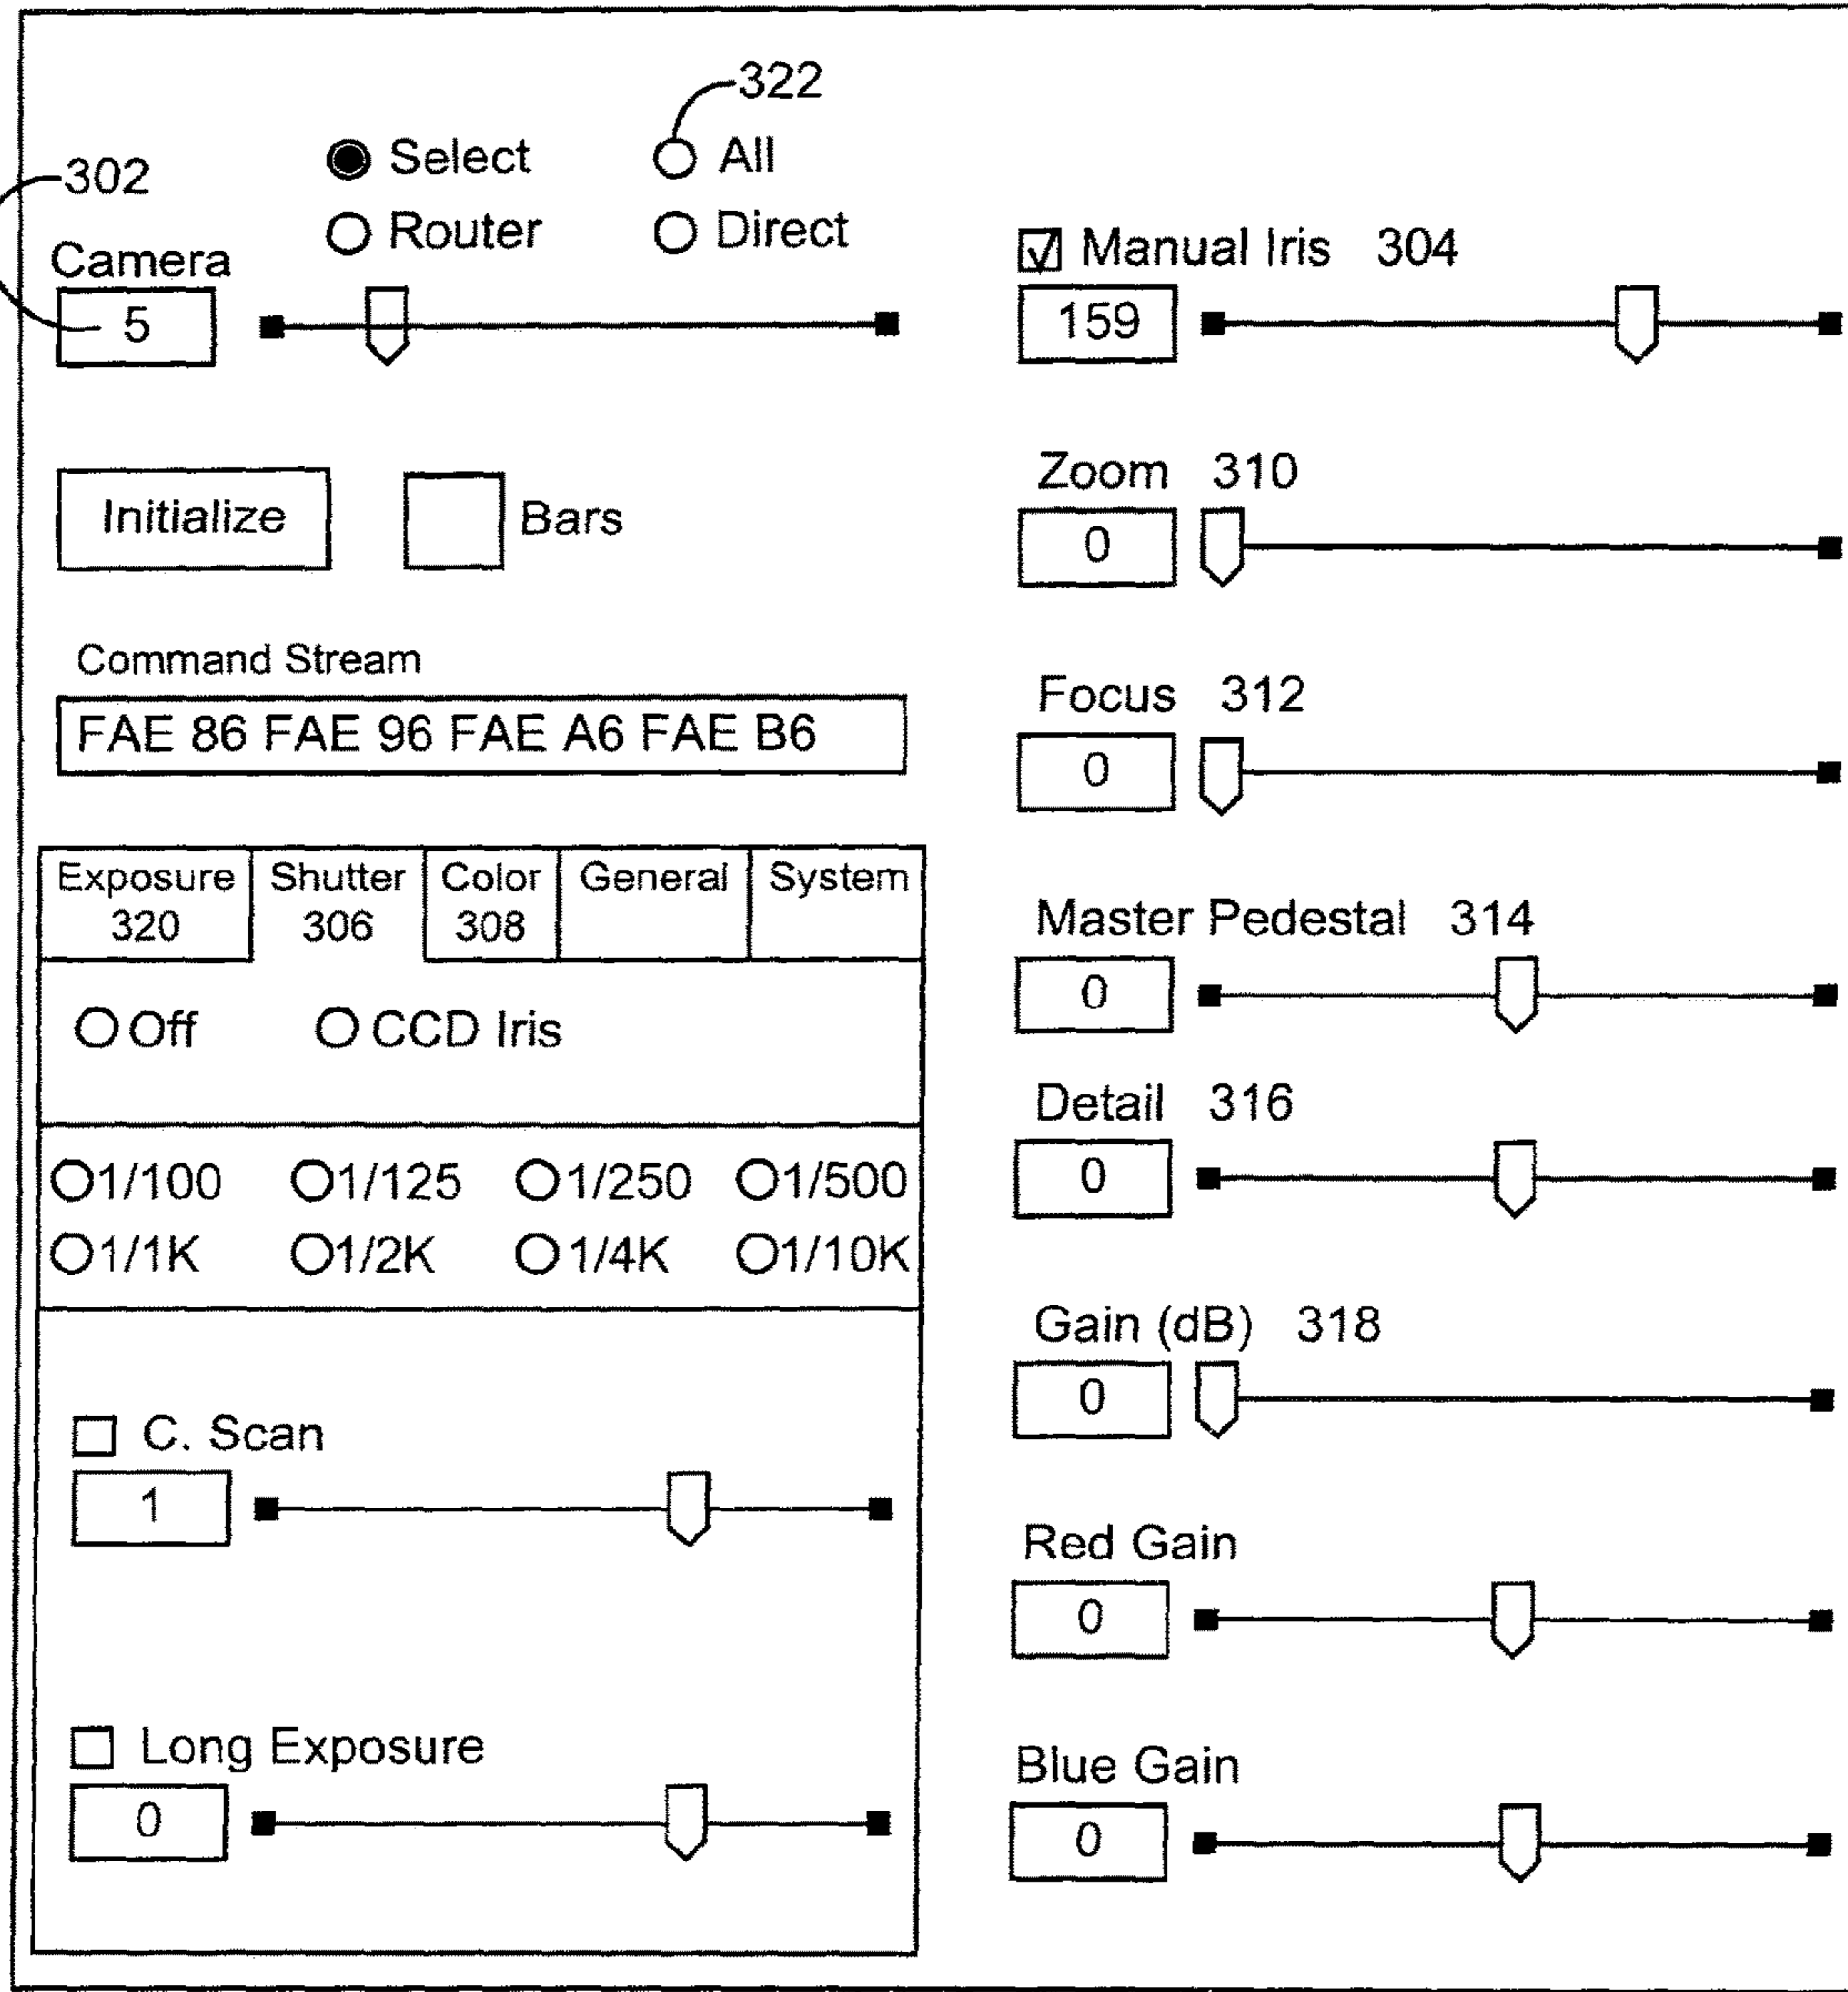 322
302
Select All
Router Direct
Camera
5
Initialize Bars
Command Stream
FAE 86 FAE 96 FAE A6 FAE B6
Exposure Shutter Color General System
320 306 308
Off CCD Iris
1/100 1/125 1/250 1/500
1/1K 1/2K 1/4K 1/10K
C. Scan
1
Long Exposure
0
Manual Iris 304
159
Zoom 310
0
Focus 312
0
Master Pedestal 314
0
Detail 316
0
Gain (dB) 318
0
Red Gain
0
Blue Gain
0